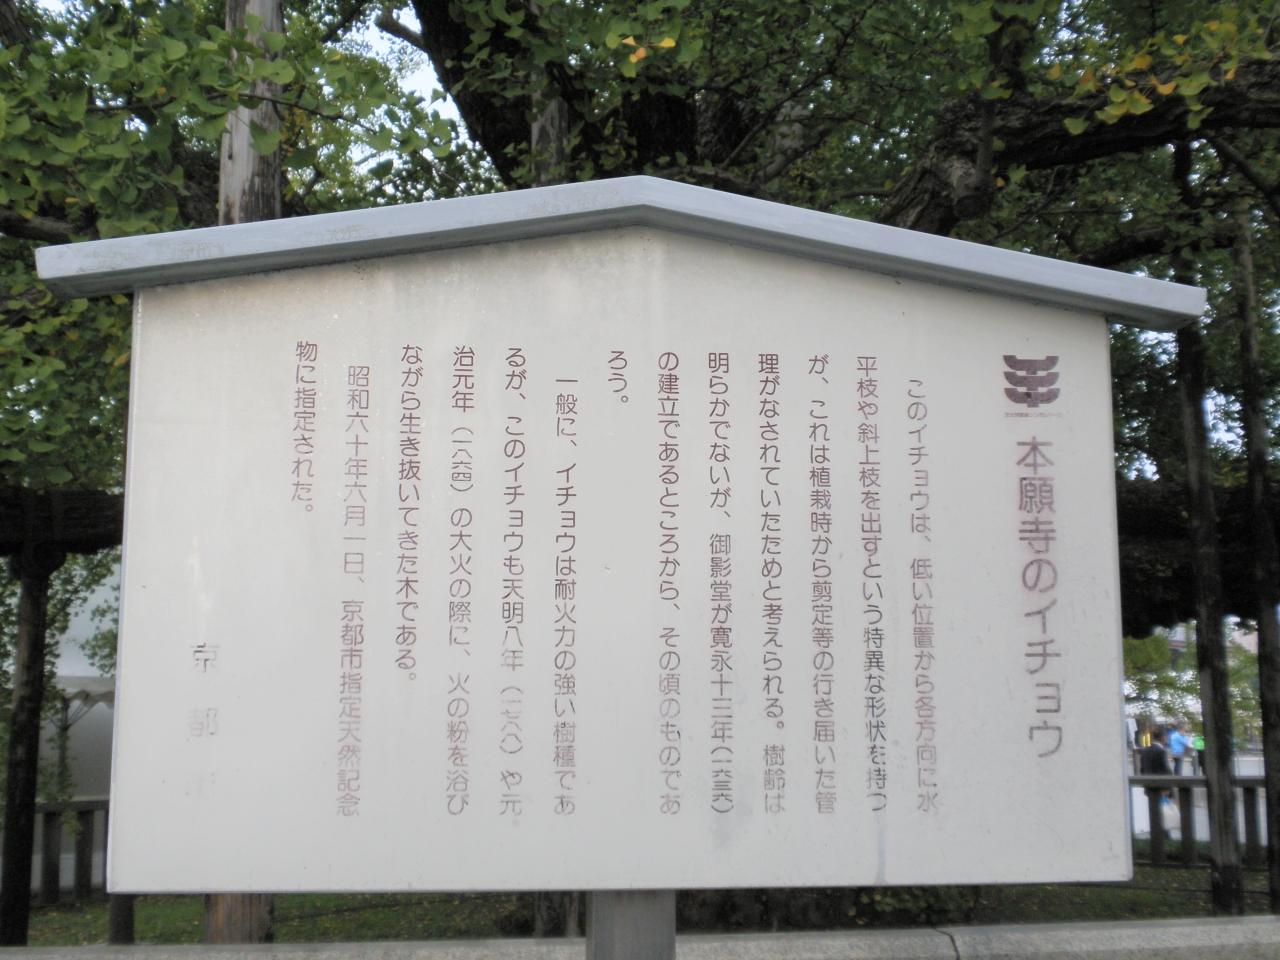 本願寺のイチョウ
このイチョウは、低い位置から各方向に水
平枝や斜上枝を出すという特異な形状を持つ
が、これは植栽時から剪定等の行き届いた管
理がなされていたためと考えられる。樹齢は
明らかでないが、御影堂が寛永十三年(一六三六)
の建立であるところから、その頃のものであ
ろう。
一般に、イチョウは耐火力の強い樹種であ
るが、このイチョウも天明八年(一七八八)や元
治元年(一八六四)の大火の際に、火の粉を浴び
ながら生き抜いてきた木である。
昭和六十年六月一日、京都市指定天然記念
物に指定された。
京都市